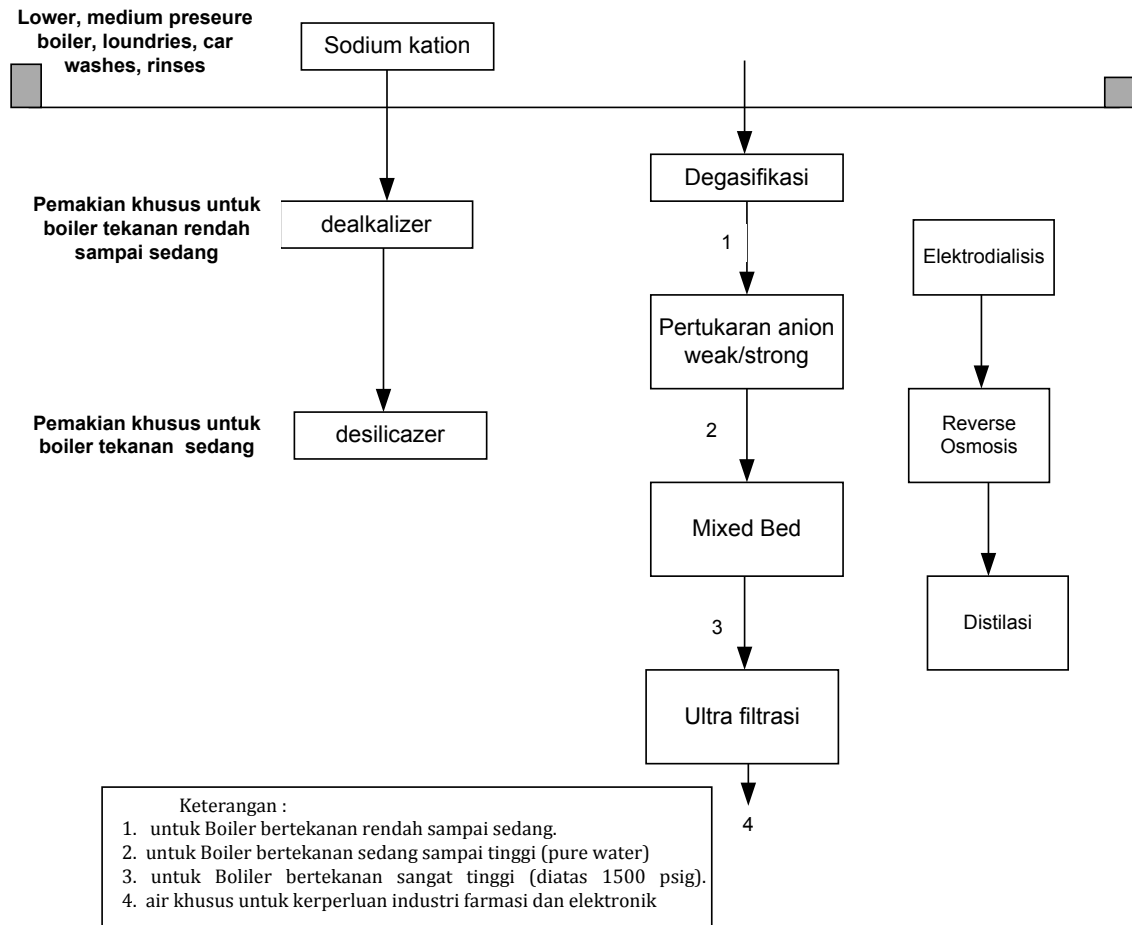 Lower, medium preseure
boiler, loundries, car
washes, rinses
Sodium kation
Degasifikasi
Pemakian khusus untuk
boiler tekanan rendah
sampai sedang
dealkalizer
1
Elektrodialisis
Pertukaran anion
weak/strong
Pemakian khusus untuk
boiler tekanan  sedang
desilicazer
2
Reverse
Osmosis
Mixed Bed
3
Distilasi
Ultra filtrasi
4
Keterangan :
1. untuk Boiler bertekanan rendah sampai sedang.
2. untuk Boiler bertekanan sedang sampai tinggi (pure water)
3. untuk Boliler bertekanan sangat tinggi (diatas 1500 psig).
4. air khusus untuk kerperluan industri farmasi dan elektronik